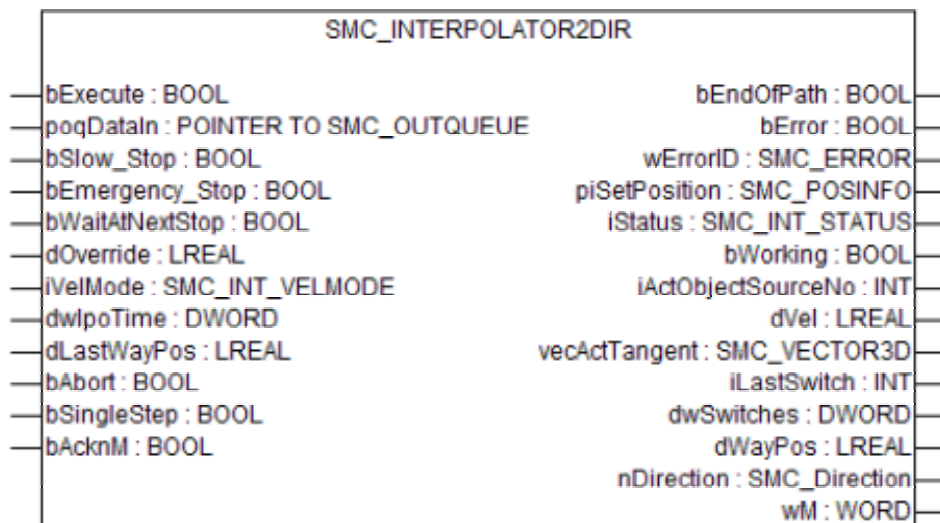 SMC_INTERPOLATOR2DIR
bExecute : BOOL
bEndOfPath : BOOL
poqDataIn : POINTER TO SMC_OUTQUEUE
bError : BOOL
bSlow_Stop : BOOL
wErrorID : SMC_ERROR
bEmergency_Stop : BOOL
piSetPosition : SMC_POSINFO
bWaitAtNextStop : BOOL
iStatus : SMC_INT_STATUS
dOverride : LREAL
bWorking : BOOL
iVelMode : SMC_INT_VELMODE
iActObjectSourceNo : INT
dwIpoTime : DWORD
dVel : LREAL
dLastWayPos : LREAL
vecActTangent : SMC_VECTOR3D
bAbort : BOOL
iLastSwitch : INT
bSingleStep : BOOL
dwSwitches : DWORD
bAcknM : BOOL
dWayPos : LREAL
nDirection : SMC_Direction
wM : WORD